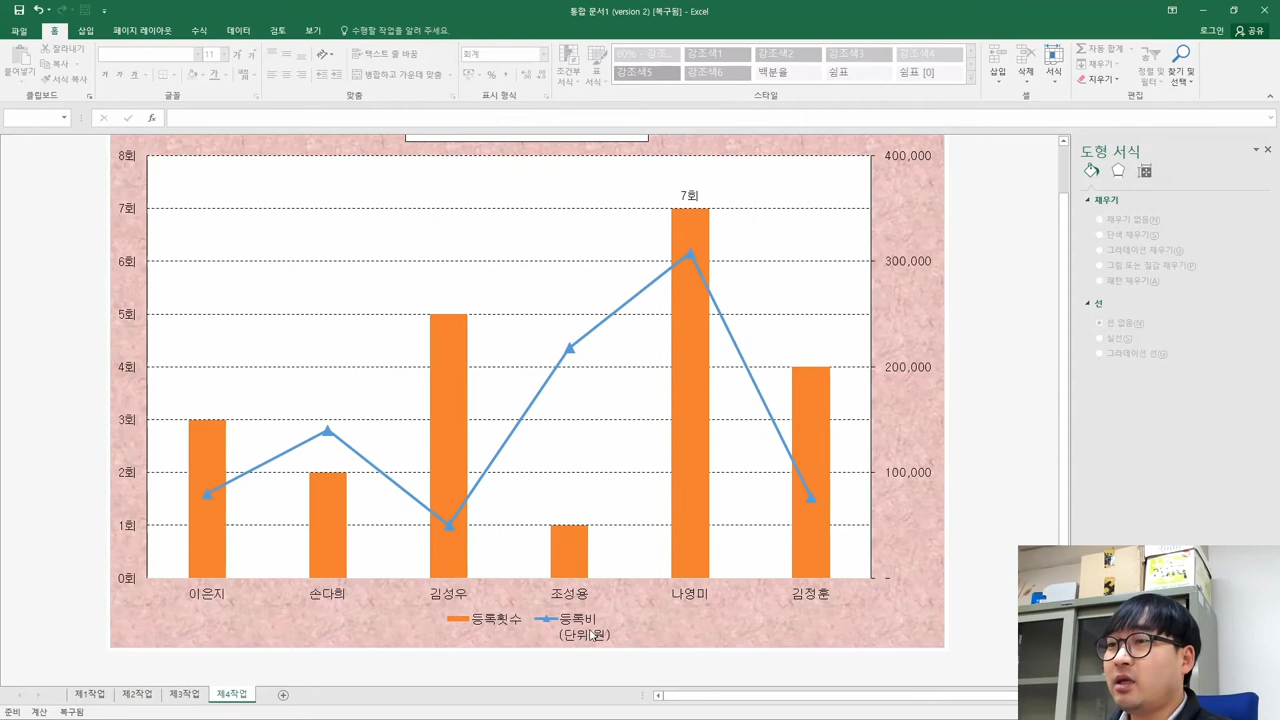 통합 문서1 (version 2) [복구됨] - Excel
파일 홈 삽입 페이지 레이아웃 수식 데이터 검토 보기 수행할 작업을 알려 주세요. 로그인 공유
붙여넣기 잘라내기 복사 서식 복사
11
가 가 가 가
텍스트 줄 바꿈
병합하고 가운데 맞춤
회계
%
조건부 서식 표 서식
60% - 강조... 강조색1 강조색2 강조색3 강조색4
강조색5 강조색6 백분율 쉼표 쉼표 [0]
삽입 삭제 서식
자동 합계
채우기
지우기
정렬 및 필터 찾기 및 선택
클립보드 글꼴 맞춤 표시 형식 스타일 셀 편집
fx
도형 서식
채우기
채우기 없음(N)
단색 채우기(S)
그라데이션 채우기(G)
그림 또는 질감 채우기(P)
패턴 채우기(A)
선
선 없음(N)
실선(S)
그라데이션 선(G)
8회 400,000
7회
7회
6회 300,000
5회
4회 200,000
3회
2회 100,000
1회
0회 -
이은지 손다희 김성우 조성용 나영미 김정훈
등록횟수 등록비
(단위:원)
제1작업 제2작업 제3작업 제4작업
준비 계산 복구됨